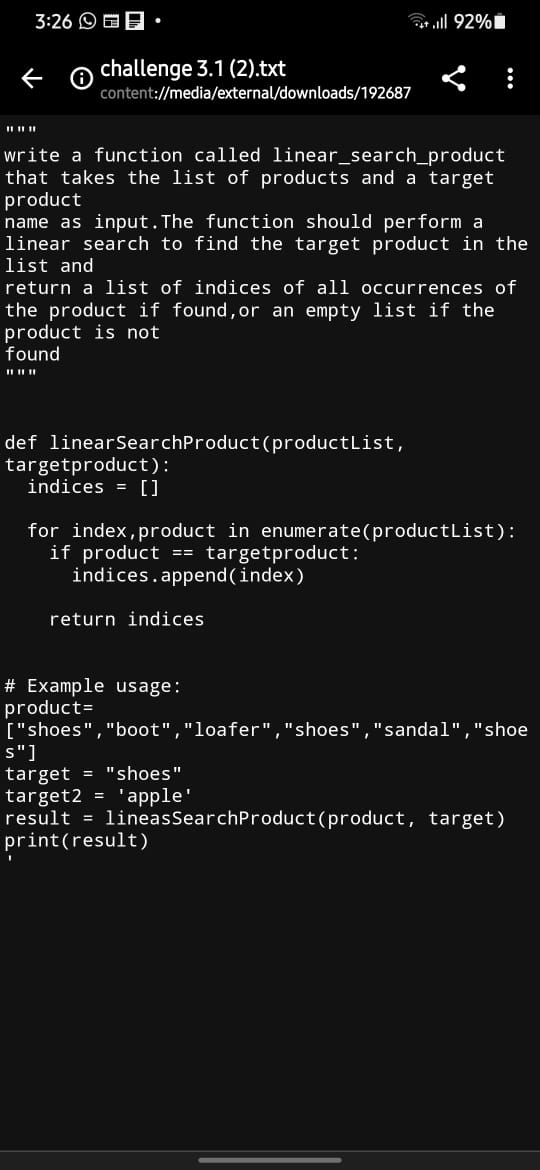 3:26 92%
challenge 3.1 (2).txt
content://media/external/downloads/192687
"""
write a function called linear_search_product
that takes the list of products and a target
product
name as input.The function should perform a
linear search to find the target product in the
list and
return a list of indices of all occurrences of
the product if found,or an empty list if the
product is not
found
"""
def linearSearchProduct(productList,
targetproduct):
  indices = []
  for index,product in enumerate(productList):
    if product == targetproduct:
      indices.append(index)
    return indices
# Example usage:
product=
["shoes","boot","loafer","shoes","sandal","shoe
s"]
target = "shoes"
target2 = 'apple'
result = lineasSearchProduct(product, target)
print(result)
'